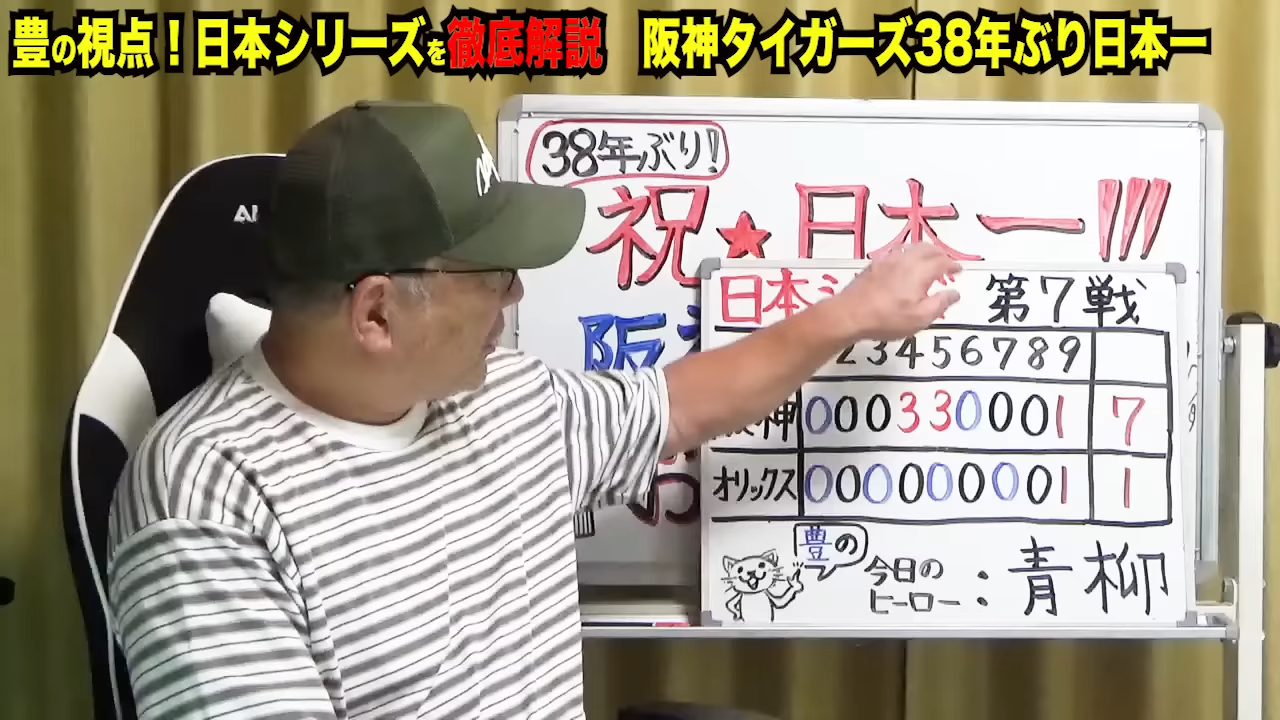 豊の視点！日本シリーズを徹底解説　阪神タイガーズ38年ぶり日本一
38年ぶり！
祝★日本一!!!
阪
第7戦
23456789
阪神 000330001 7
オリックス 000000001 1
豊の
今日の
ヒーロー：青柳